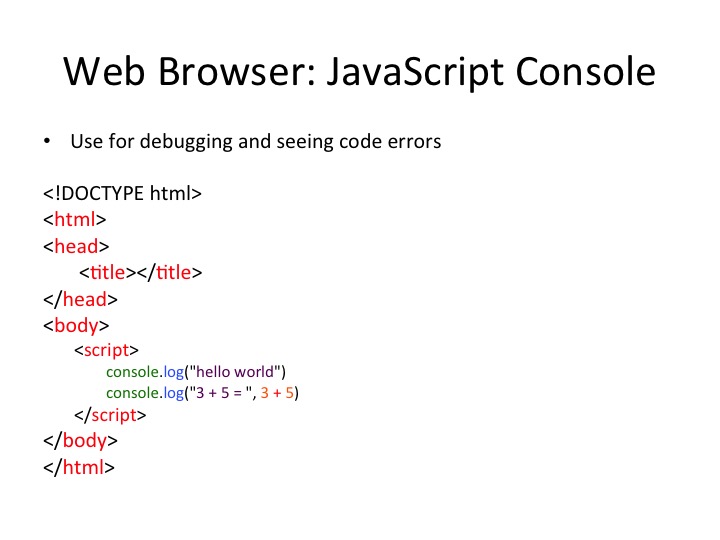 Web Browser: JavaScript Console
• Use for debugging and seeing code errors
<!DOCTYPE html>
<html>
<head>
<title></title>
</head>
<body>
<script>
console.log("hello world")
console.log("3 + 5 = ", 3 + 5)
</script>
</body>
</html>